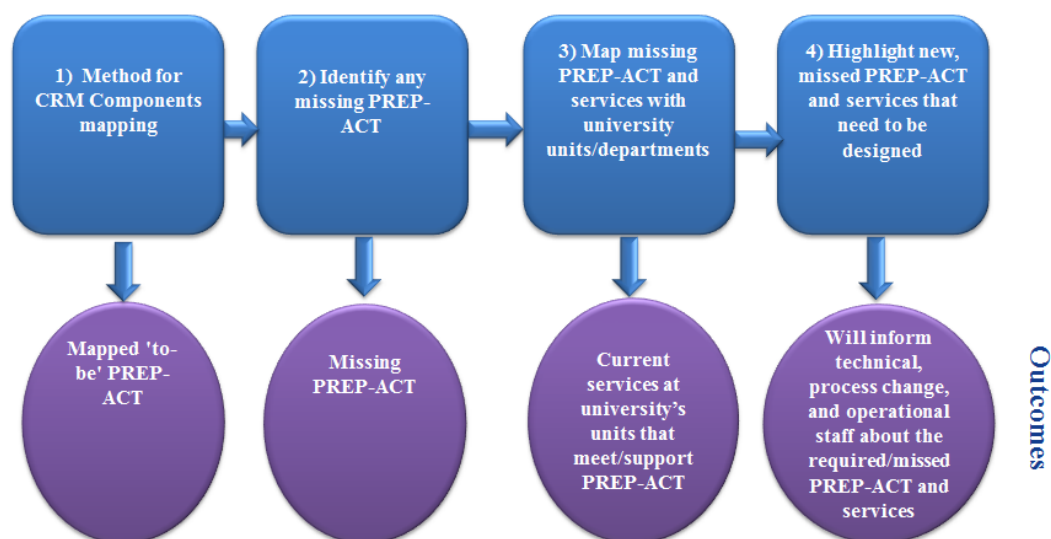 1) Method for
CRM Components
mapping
2) Identify any
missing PREP-
ACT
3) Map missing
PREP-ACT and
services with
university
units/departments
4) Highlight new,
missed PREP-ACT
and services that
need to be
designed
Mapped 'to-
be' PREP-
ACT
Missing
PREP-ACT
Current
services at
university’s
units that
meet/support
PREP-ACT
Will inform
technical,
process change,
and operational
staff about the
required/missed
PREP-ACT and
services
Outcomes